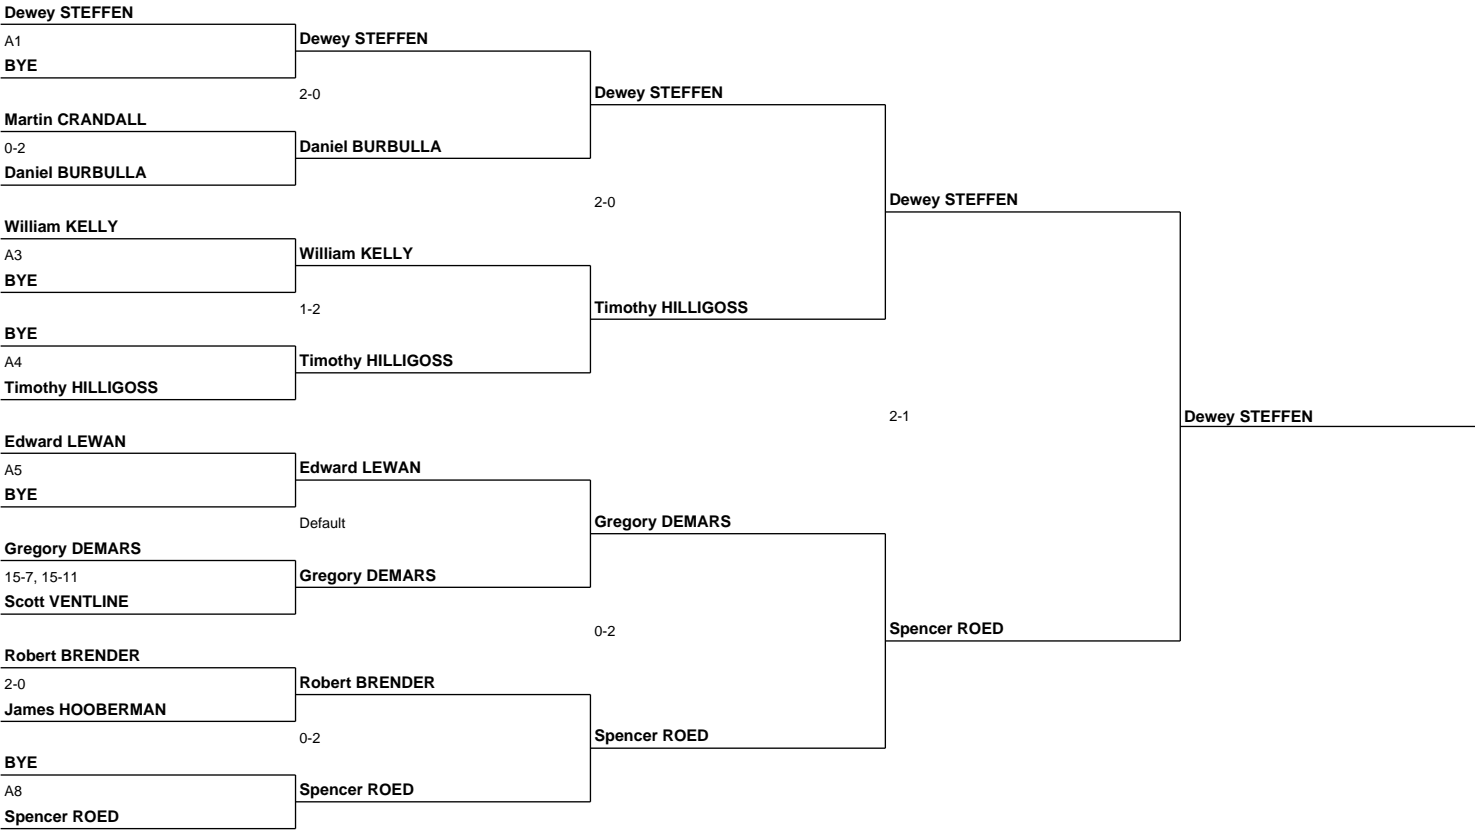 Dewey STEFFEN
A1
BYE
Martin CRANDALL
0-2
Daniel BURBULLA
William KELLY
A3
BYE
BYE
A4
Timothy HILLIGOSS
Edward LEWAN
A5
BYE
Gregory DEMARS
15-7, 15-11
Scott VENTLINE
Robert BRENDER
2-0
James HOOBERMAN
BYE
A8
Spencer ROED
Dewey STEFFEN
2-0
Daniel BURBULLA
William KELLY
1-2
Timothy HILLIGOSS
Edward LEWAN
Default
Gregory DEMARS
Robert BRENDER
0-2
Spencer ROED
Dewey STEFFEN
2-0
Timothy HILLIGOSS
Gregory DEMARS
0-2
Spencer ROED
Dewey STEFFEN
2-1
Spencer ROED
Dewey STEFFEN